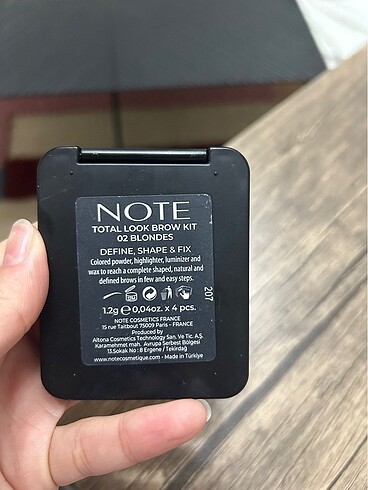 NOTE
TOTAL LOOK BROW KIT
02 BLONDES
DEFINE, SHAPE & FIX
Colored powder, highlighter, luminizer and
wax to reach a complete shaped, natural and
defined brows in few and easy steps.
207
1.2g ℮ 0,04oz. x 4 pcs.
NOTE COSMETICS FRANCE
15 rue Taitbout 75009 Paris - FRANCE
Produced by
Altona Cosmetics Technology San. Ve Tic. A.Ş.
Karamehmet mah. Avrupa Serbest Bölgesi
13.Sokak No : 8 Ergene / Tekirdağ
www.notecosmetique.com - Made in Türkiye